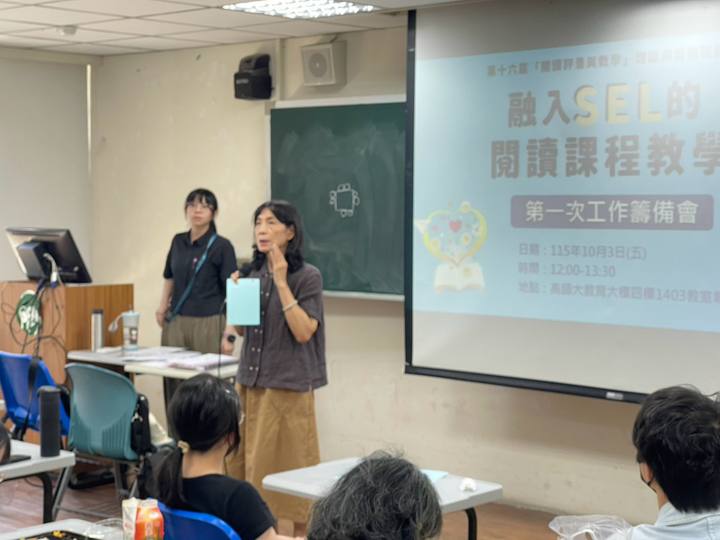 第十六屆「閱讀評量與教學」
融入SEL的
閱讀課程教學
第一次工作籌備會
日期：115年10月3日(五)
時間：12:00-13:30
地點：高師大教育大樓四樓1403教室